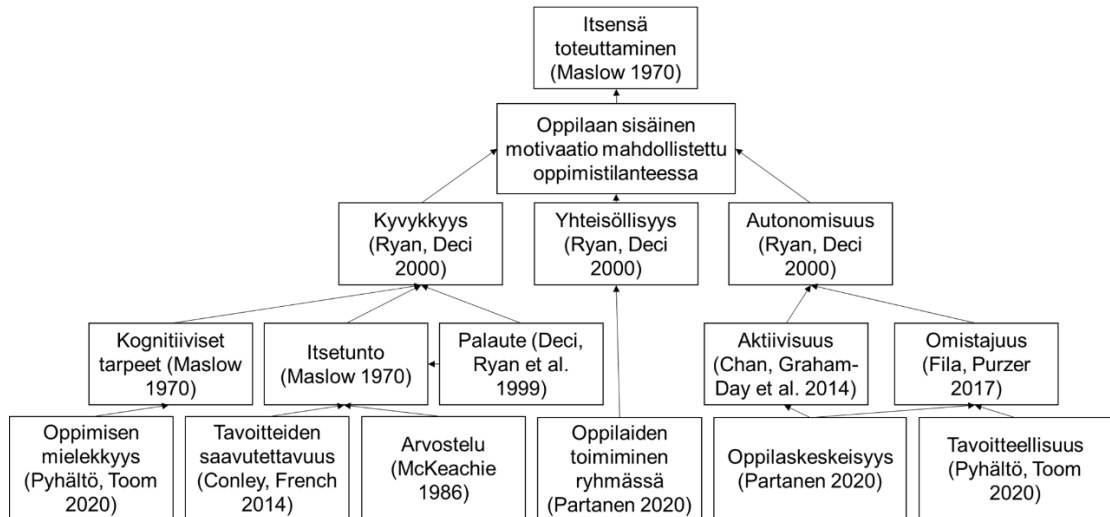 Itsensä
toteuttaminen
(Maslow 1970)
Oppilaan sisäinen
motivaatio mahdollistettu
oppimistilanteessa
Kyvykkyys
(Ryan, Deci
2000)
Yhteisöllisyys
(Ryan, Deci
2000)
Autonomisuus
(Ryan, Deci
2000)
Kognitiiviset
tarpeet (Maslow
1970)
Itsetunto
(Maslow 1970)
Palaute (Deci,
Ryan et al.
1999)
Aktiivisuus
(Chan, Graham-
Day et al. 2014)
Omistajuus
(Fila, Purzer
2017)
Oppimisen
mielekkyys
(Pyhältö, Toom
2020)
Tavoitteiden
saavutettavuus
(Conley, French
2014)
Arvostelu
(McKeachie
1986)
Oppilaiden
toimiminen
ryhmässä
(Partanen 2020)
Oppilaskeskeisyys
(Partanen 2020)
Tavoitteellisuus
(Pyhältö, Toom
2020)